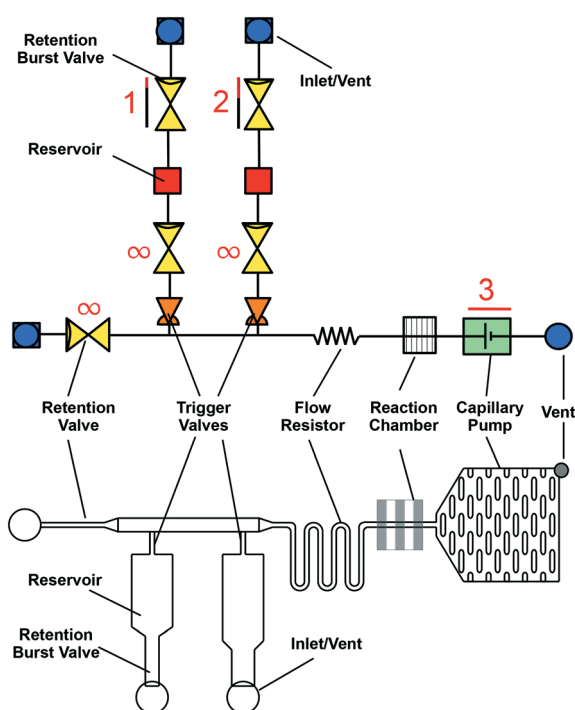 Retention
Burst Valve
Inlet/Vent
1
2
Reservoir
∞
∞
∞
3
Retention
Valve
Trigger
Valves
Flow
Resistor
Reaction
Chamber
Capillary
Pump
Vent
Reservoir
Retention
Burst Valve
Inlet/Vent